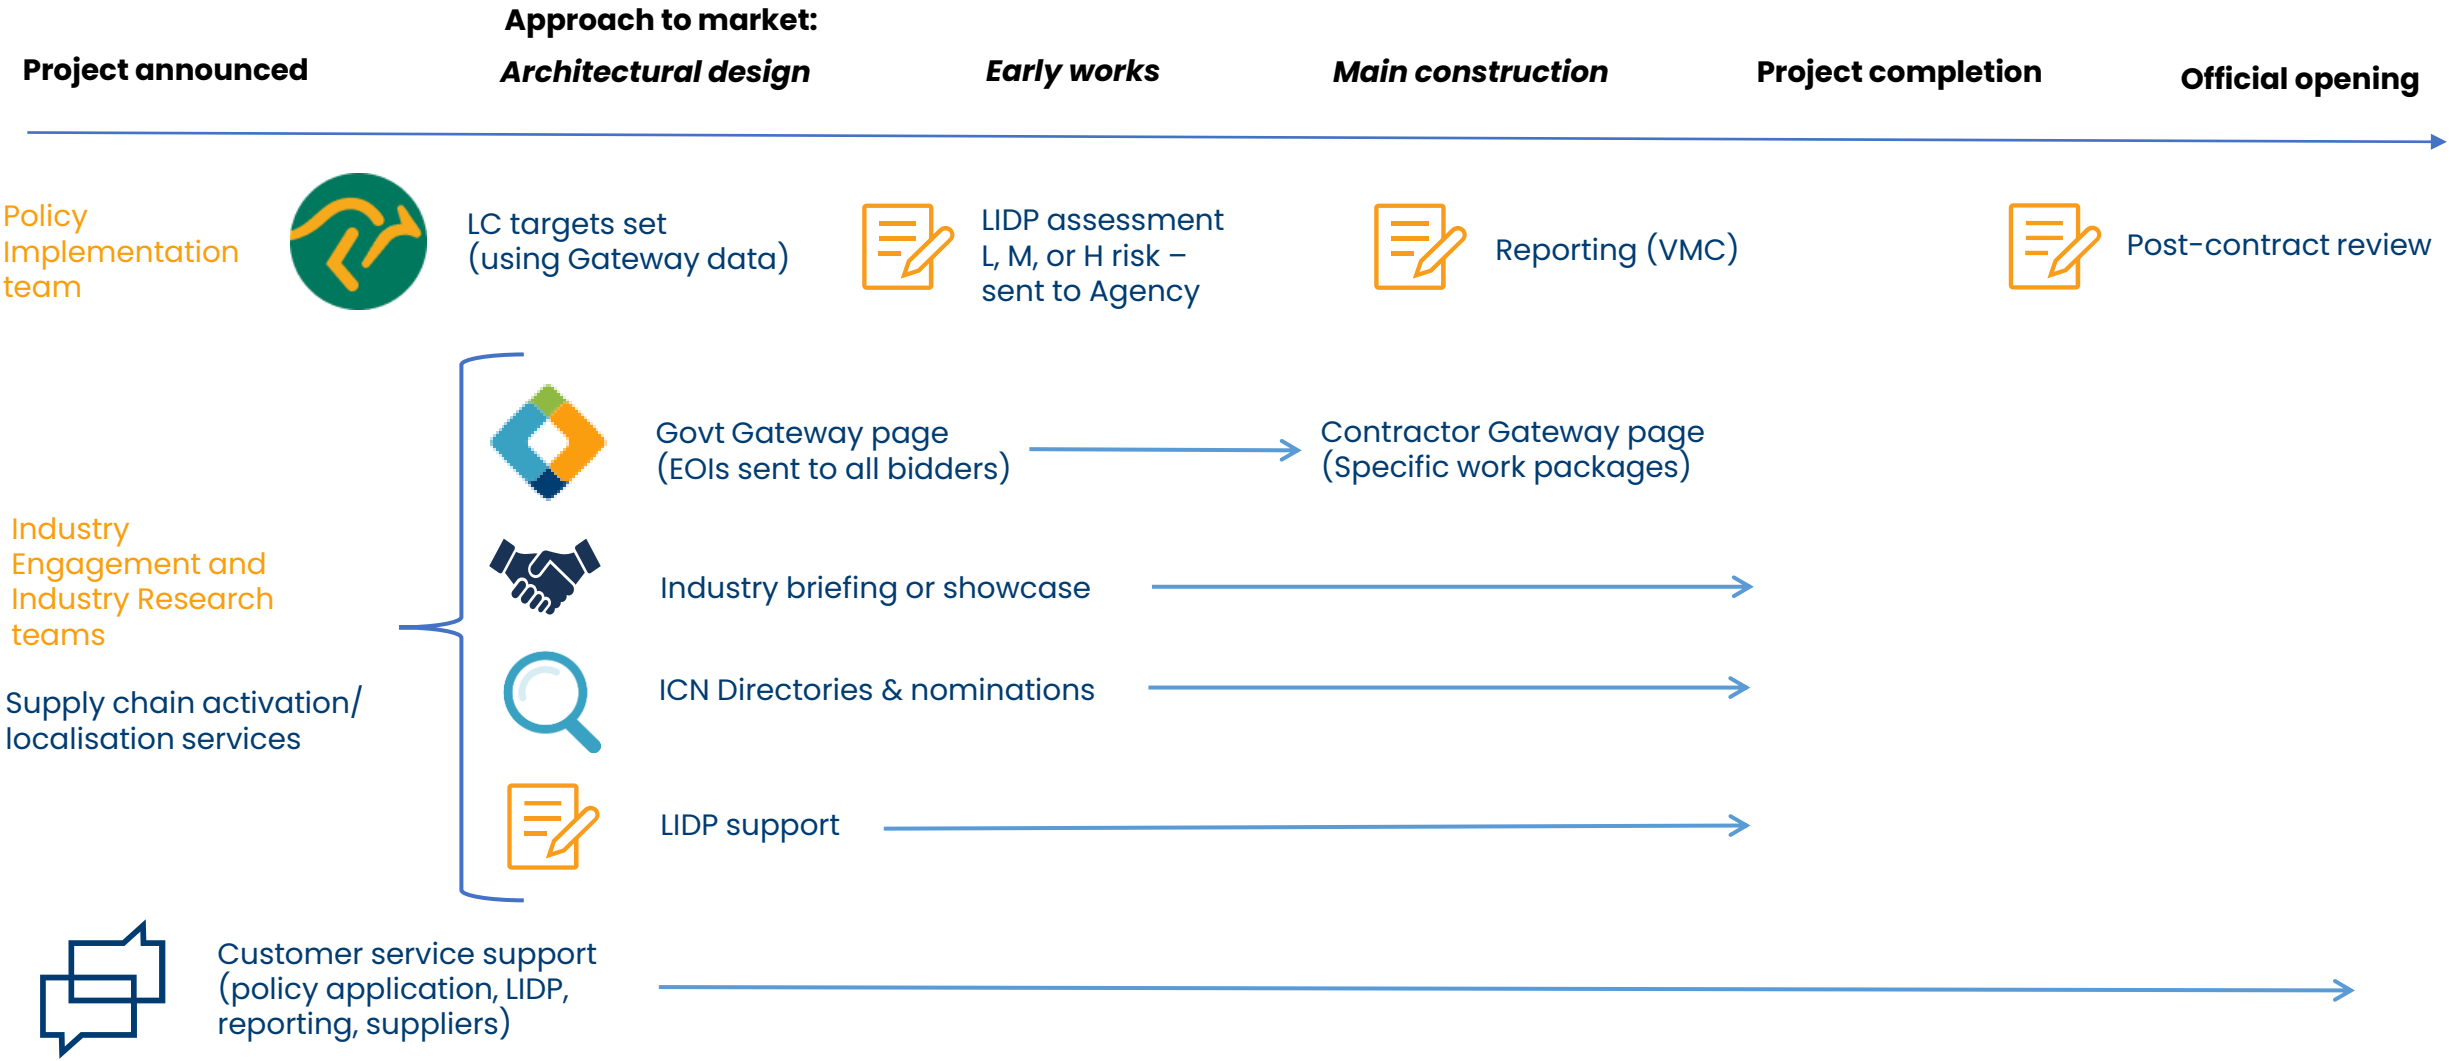 Approach to market:
Project announced
Architectural design
Early works
Main construction
Project completion
Official opening
Policy
Implementation
team
LC targets set
(using Gateway data)
LIDP assessment
L, M, or H risk –
sent to Agency
Reporting (VMC)
Post-contract review
Industry
Engagement and
Industry Research
teams
Supply chain activation/
localisation services
Govt Gateway page
(EOIs sent to all bidders)
Contractor Gateway page
(Specific work packages)
Industry briefing or showcase
ICN Directories & nominations
LIDP support
Customer service support
(policy application, LIDP,
reporting, suppliers)